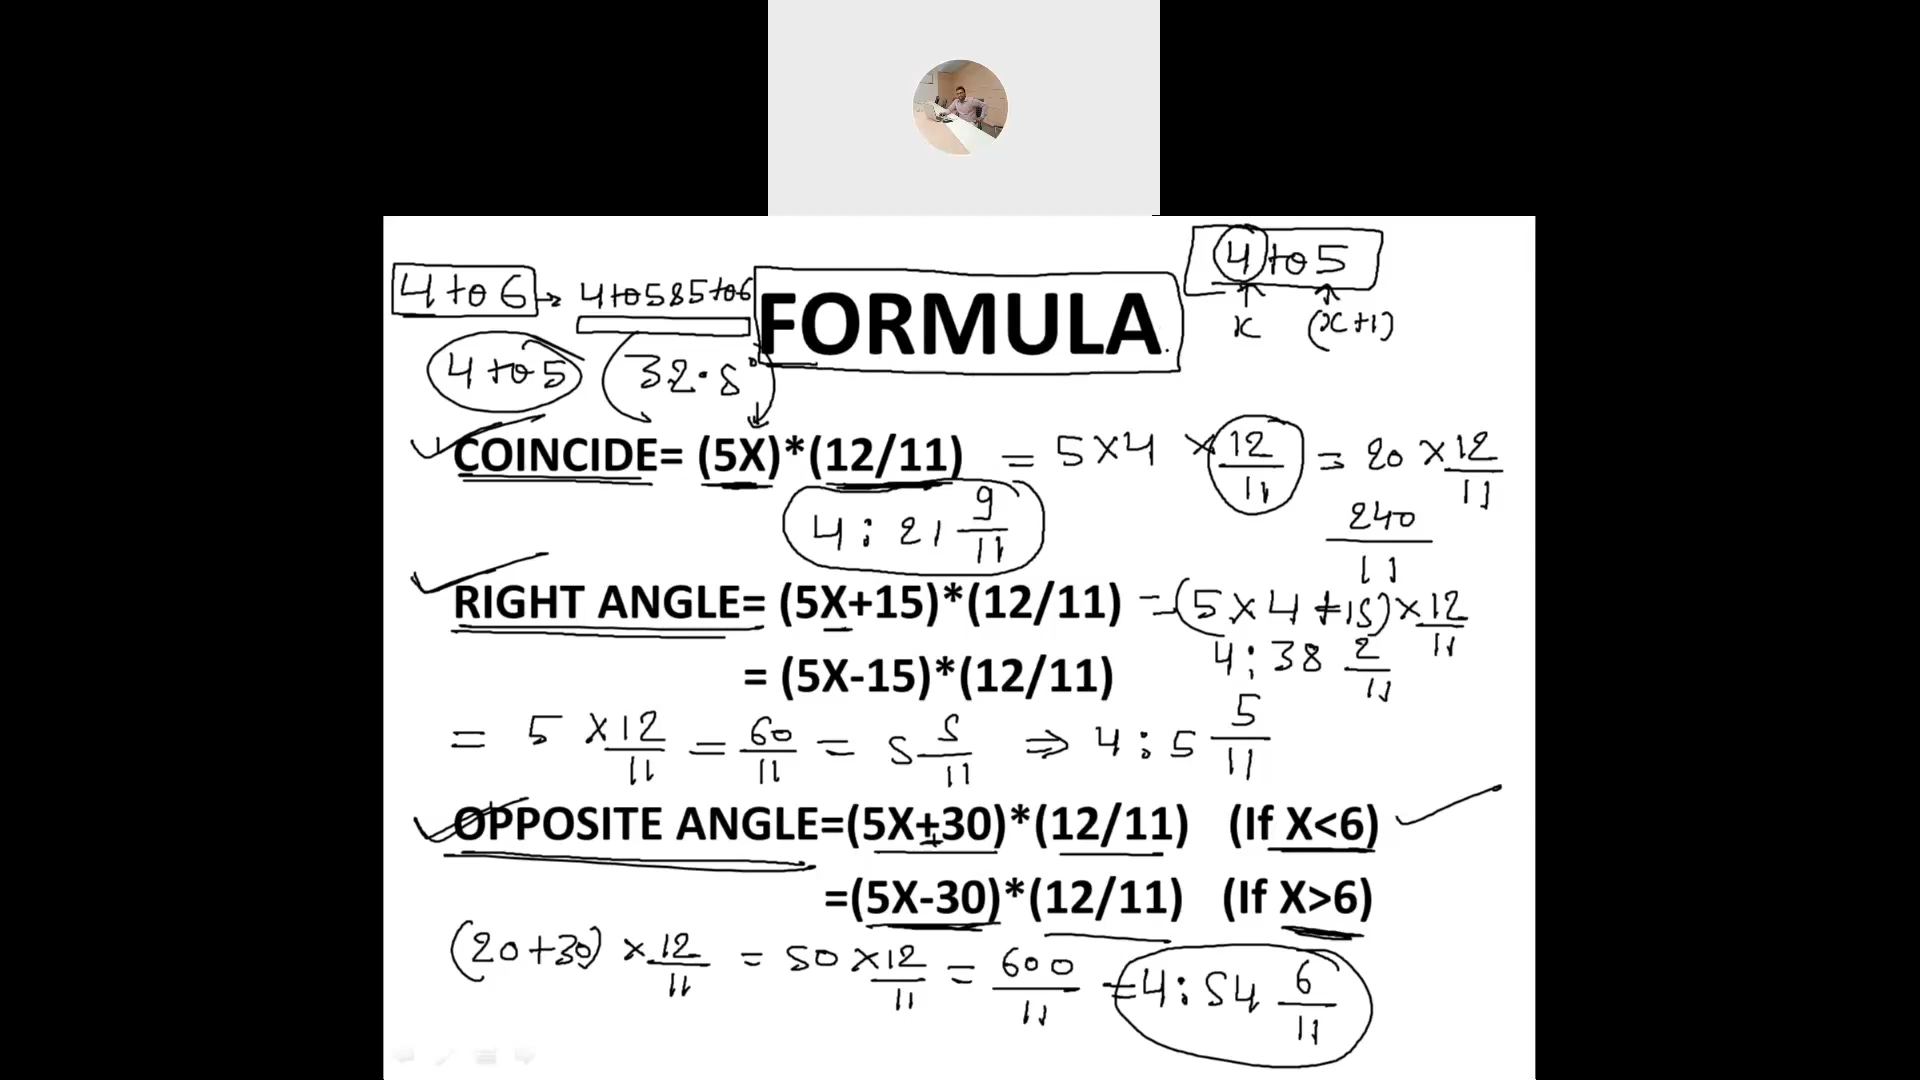 4 to 5
x (x+1)
4 to 6 → 4 to 5 & 5 to 6
FORMULA
4 to 5 32.8°
COINCIDE= (5X)*(12/11) = 5 x 4 x 12/11 = 20 x 12/11
240/11
4 : 21 9/11
RIGHT ANGLE= (5X+15)*(12/11) = (5 x 4 + 15) x 12/11
4 : 38 2/11
= (5X-15)*(12/11)
= 5 x 12/11 = 60/11 = 5 5/11 ⇒ 4 : 5 5/11
OPPOSITE ANGLE=(5X+30)*(12/11) (If X<6)
=(5X-30)*(12/11) (If X>6)
(20+30) x 12/11 = 50 x 12/11 = 600/11 = 4 : 54 6/11